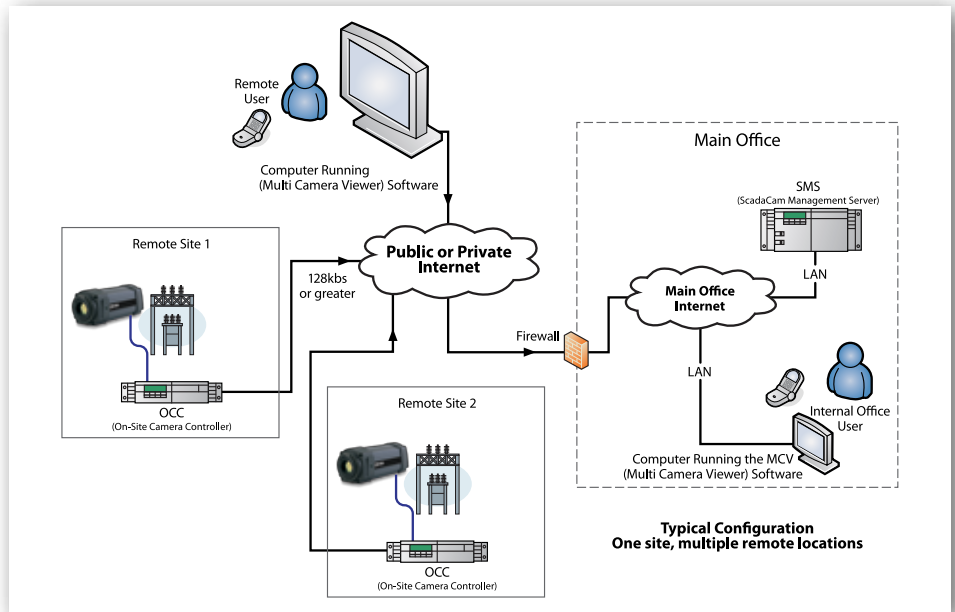 Remote
User
Computer Running
(Multi Camera Viewer) Software
Remote Site 1
OCC
(On-Site Camera Controller)
128kbs
or greater
Public or Private
Internet
Remote Site 2
OCC
(On-Site Camera Controller)
Firewall
Main Office
SMS
(ScadaCam Management Server)
LAN
Main Office
Internet
LAN
Internal Office
User
Computer Running the MCV
(Multi Camera Viewer) Software
Typical Configuration
One site, multiple remote locations